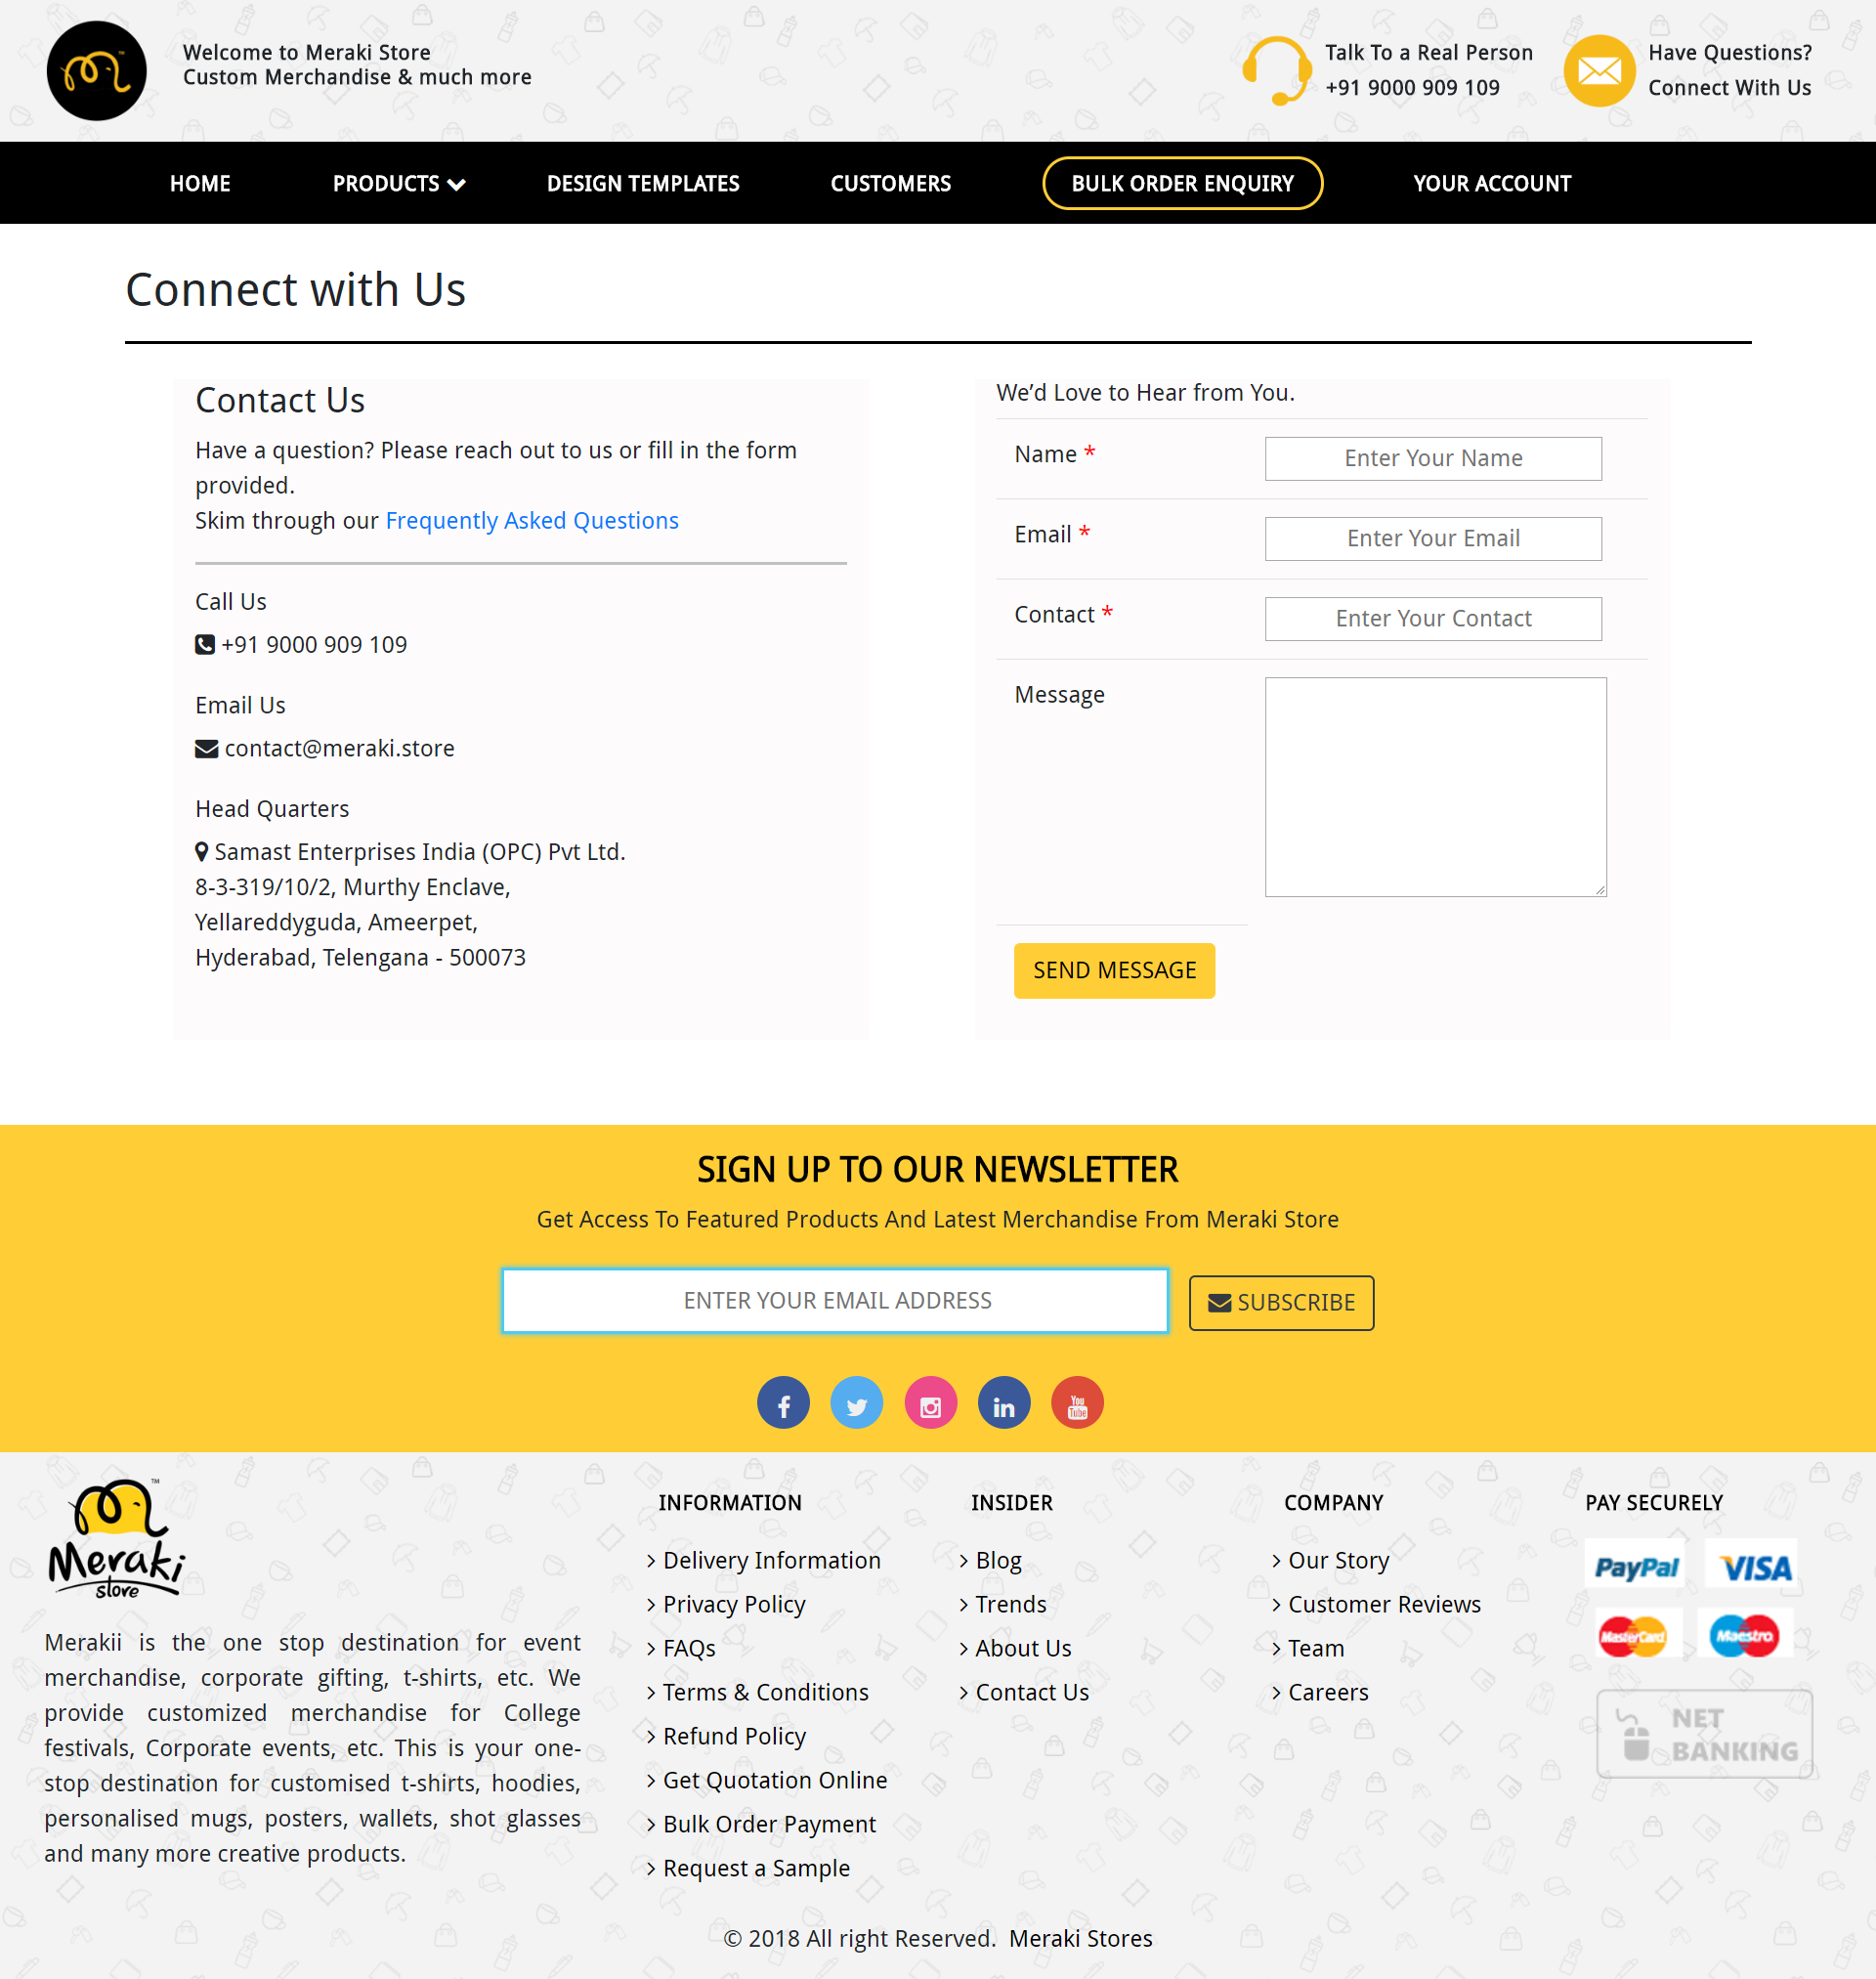 Welcome to Meraki Store
Custom Merchandise & much more
Talk To a Real Person
+91 9000 909 109
Have Questions?
Connect With Us
HOME
PRODUCTS
DESIGN TEMPLATES
CUSTOMERS
BULK ORDER ENQUIRY
YOUR ACCOUNT
Connect with Us
Contact Us
Have a question? Please reach out to us or fill in the form
provided.
Skim through our Frequently Asked Questions
Call Us
+91 9000 909 109
Email Us
contact@meraki.store
Head Quarters
Samast Enterprises India (OPC) Pvt Ltd.
8-3-319/10/2, Murthy Enclave,
Yellareddyguda, Ameerpet,
Hyderabad, Telengana - 500073
We’d Love to Hear from You.
Name *
Enter Your Name
Email *
Enter Your Email
Contact *
Enter Your Contact
Message
SEND MESSAGE
SIGN UP TO OUR NEWSLETTER
Get Access To Featured Products And Latest Merchandise From Meraki Store
ENTER YOUR EMAIL ADDRESS
SUBSCRIBE
You
Tube
Meraki
store
TM
Merakii is the one stop destination for event
merchandise, corporate gifting, t-shirts, etc. We
provide customized merchandise for College
festivals, Corporate events, etc. This is your one-
stop destination for customised t-shirts, hoodies,
personalised mugs, posters, wallets, shot glasses
and many more creative products.
INFORMATION
Delivery Information
Privacy Policy
FAQs
Terms & Conditions
Refund Policy
Get Quotation Online
Bulk Order Payment
Request a Sample
INSIDER
Blog
Trends
About Us
Contact Us
COMPANY
Our Story
Customer Reviews
Team
Careers
PAY SECURELY
PayPal
VISA
MasterCard
Maestro
NET
BANKING
© 2018 All right Reserved. Meraki Stores